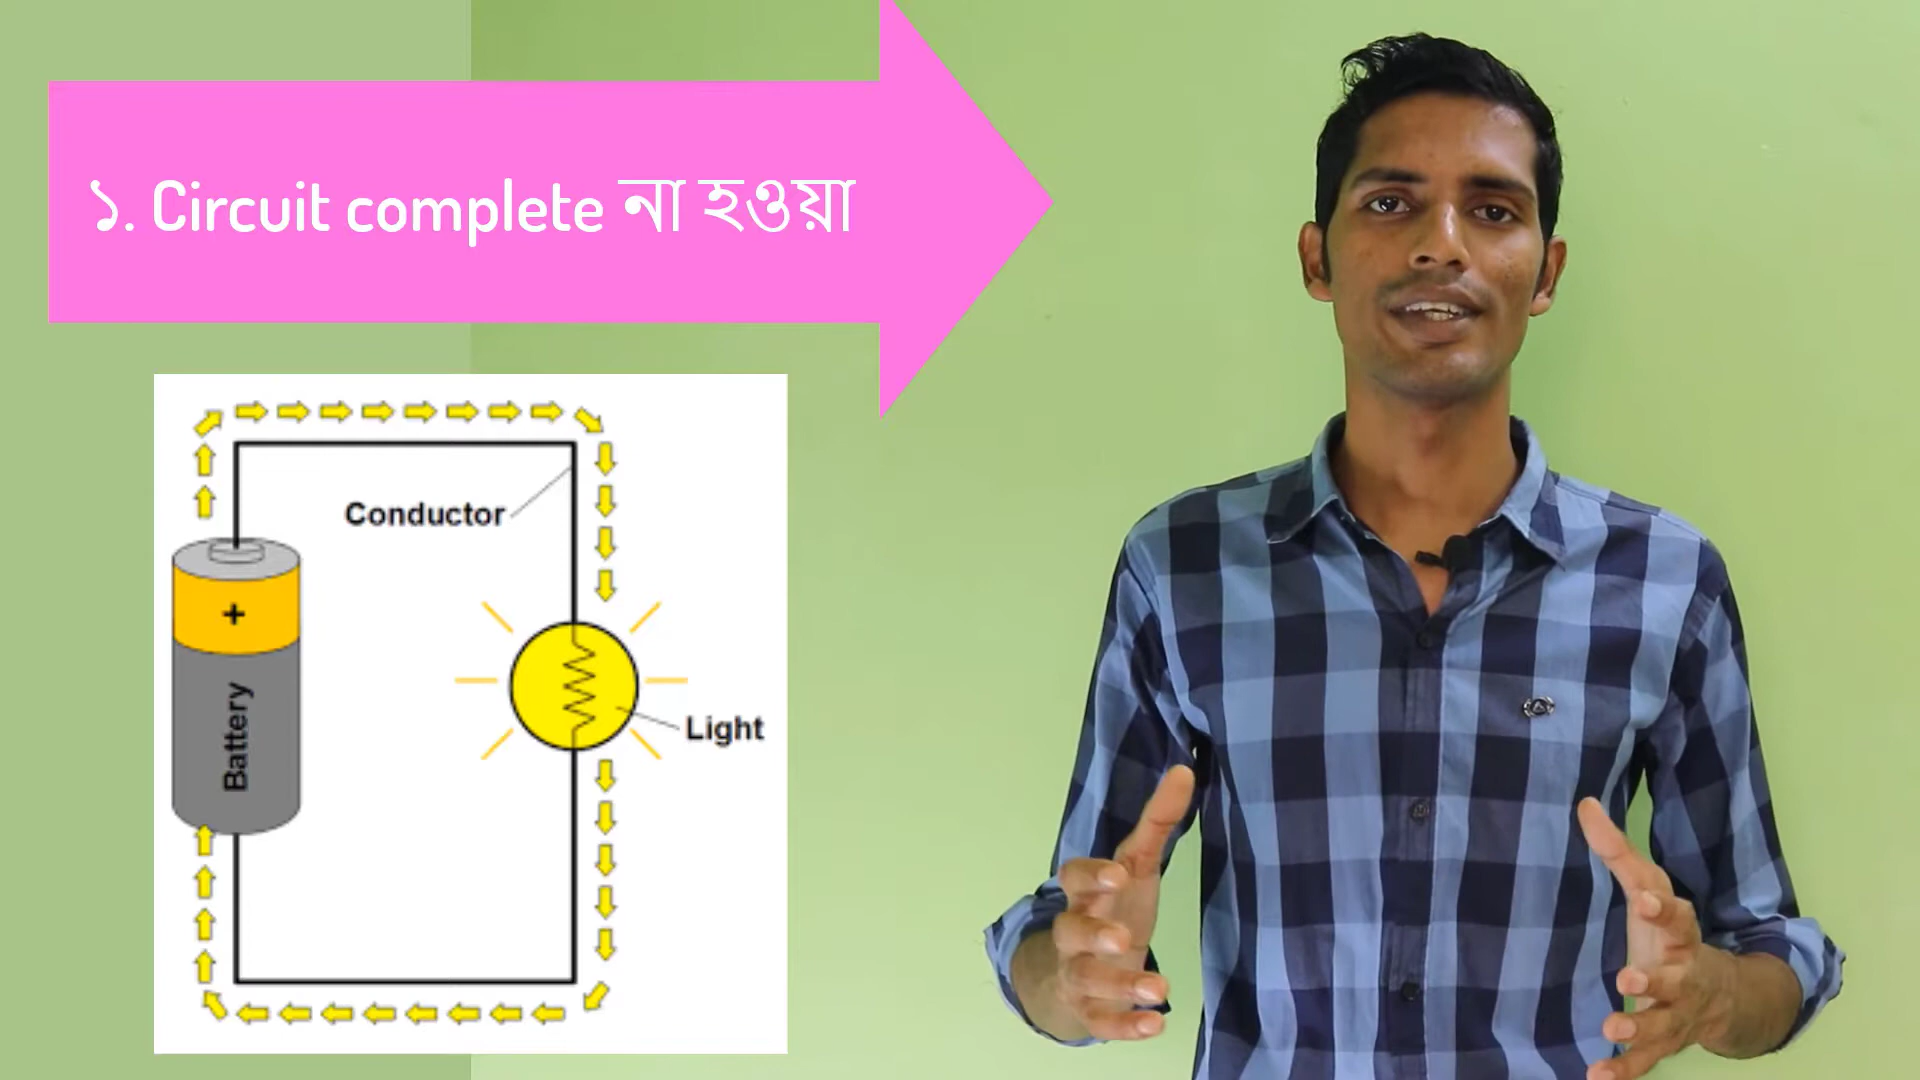 ১. Circuit complete না হওয়া
Conductor
+
Battery
Light